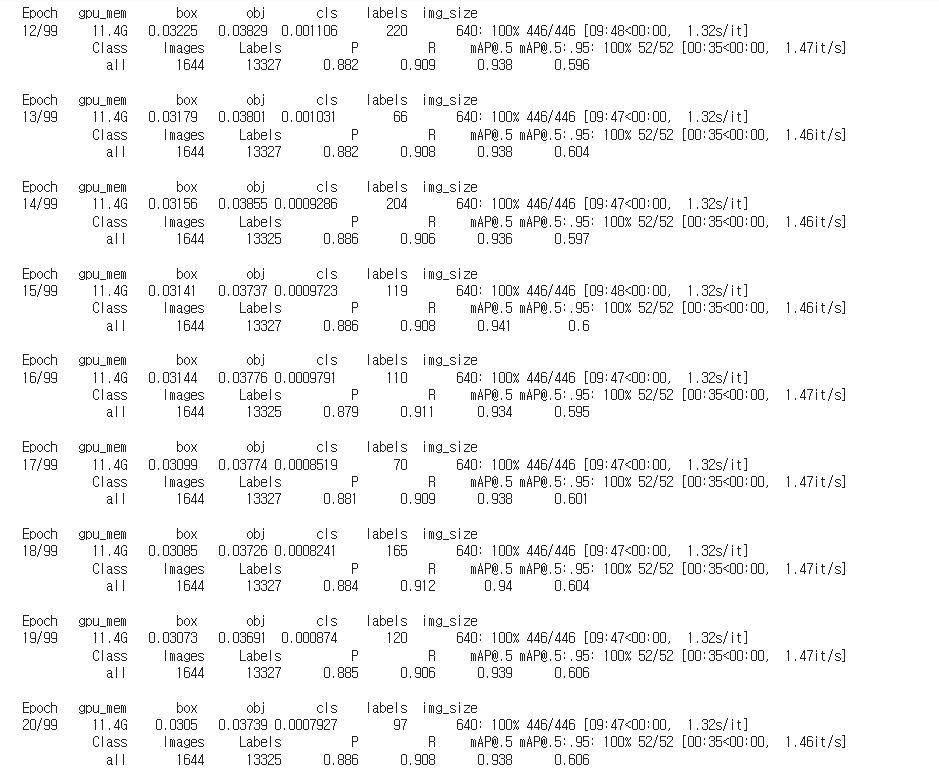 Epoch gpu_mem box obj cls labels img_size
12/99 11.4G 0.03225 0.03829 0.001106 220 640: 100% 446/446 [09:48<00:00, 1.32s/it]
Class Images Labels P R mAP@.5 mAP@.5:.95: 100% 52/52 [00:35<00:00, 1.47it/s]
all 1644 13327 0.882 0.909 0.938 0.596
Epoch gpu_mem box obj cls labels img_size
13/99 11.4G 0.03179 0.03801 0.001031 66 640: 100% 446/446 [09:47<00:00, 1.32s/it]
Class Images Labels P R mAP@.5 mAP@.5:.95: 100% 52/52 [00:35<00:00, 1.46it/s]
all 1644 13327 0.882 0.908 0.938 0.604
Epoch gpu_mem box obj cls labels img_size
14/99 11.4G 0.03156 0.03855 0.0009286 204 640: 100% 446/446 [09:47<00:00, 1.32s/it]
Class Images Labels P R mAP@.5 mAP@.5:.95: 100% 52/52 [00:35<00:00, 1.46it/s]
all 1644 13325 0.886 0.906 0.936 0.597
Epoch gpu_mem box obj cls labels img_size
15/99 11.4G 0.03141 0.03737 0.0009723 119 640: 100% 446/446 [09:48<00:00, 1.32s/it]
Class Images Labels P R mAP@.5 mAP@.5:.95: 100% 52/52 [00:35<00:00, 1.46it/s]
all 1644 13327 0.886 0.908 0.941 0.6
Epoch gpu_mem box obj cls labels img_size
16/99 11.4G 0.03144 0.03776 0.0009791 110 640: 100% 446/446 [09:47<00:00, 1.32s/it]
Class Images Labels P R mAP@.5 mAP@.5:.95: 100% 52/52 [00:35<00:00, 1.47it/s]
all 1644 13325 0.879 0.911 0.934 0.595
Epoch gpu_mem box obj cls labels img_size
17/99 11.4G 0.03099 0.03774 0.0008519 70 640: 100% 446/446 [09:47<00:00, 1.32s/it]
Class Images Labels P R mAP@.5 mAP@.5:.95: 100% 52/52 [00:35<00:00, 1.47it/s]
all 1644 13327 0.881 0.909 0.938 0.601
Epoch gpu_mem box obj cls labels img_size
18/99 11.4G 0.03085 0.03726 0.0008241 165 640: 100% 446/446 [09:47<00:00, 1.32s/it]
Class Images Labels P R mAP@.5 mAP@.5:.95: 100% 52/52 [00:35<00:00, 1.47it/s]
all 1644 13327 0.884 0.912 0.94 0.604
Epoch gpu_mem box obj cls labels img_size
19/99 11.4G 0.03073 0.03691 0.000874 120 640: 100% 446/446 [09:47<00:00, 1.32s/it]
Class Images Labels P R mAP@.5 mAP@.5:.95: 100% 52/52 [00:35<00:00, 1.47it/s]
all 1644 13327 0.885 0.906 0.939 0.606
Epoch gpu_mem box obj cls labels img_size
20/99 11.4G 0.0305 0.03739 0.0007927 97 640: 100% 446/446 [09:47<00:00, 1.32s/it]
Class Images Labels P R mAP@.5 mAP@.5:.95: 100% 52/52 [00:35<00:00, 1.46it/s]
all 1644 13325 0.886 0.908 0.938 0.606